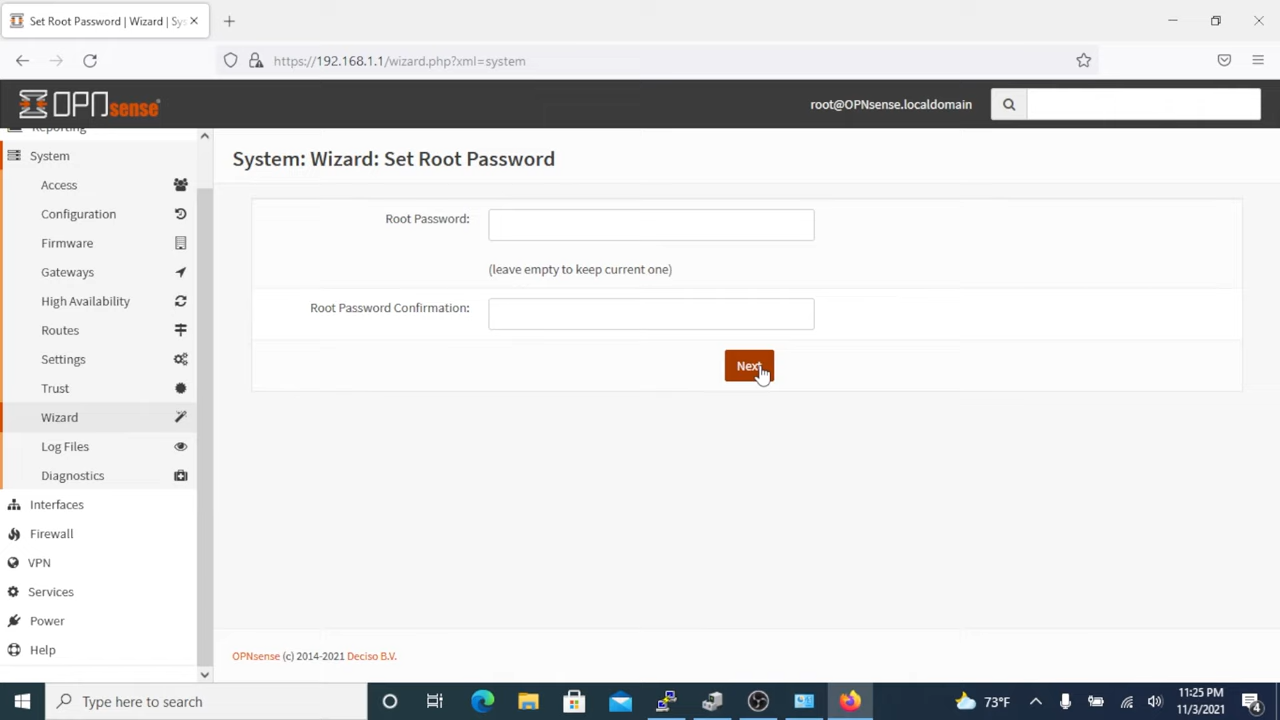 Set Root Password | Wizard | Sys
https://192.168.1.1/wizard.php?xml=system
OPNsense
root@OPNsense.localdomain
Reporting
System
Access
Configuration
Firmware
Gateways
High Availability
Routes
Settings
Trust
Wizard
Log Files
Diagnostics
Interfaces
Firewall
VPN
Services
Power
Help
System: Wizard: Set Root Password
Root Password:
(leave empty to keep current one)
Root Password Confirmation:
Next
OPNsense (c) 2014-2021 Deciso B.V.
Type here to search
73°F
11:25 PM
11/3/2021
4